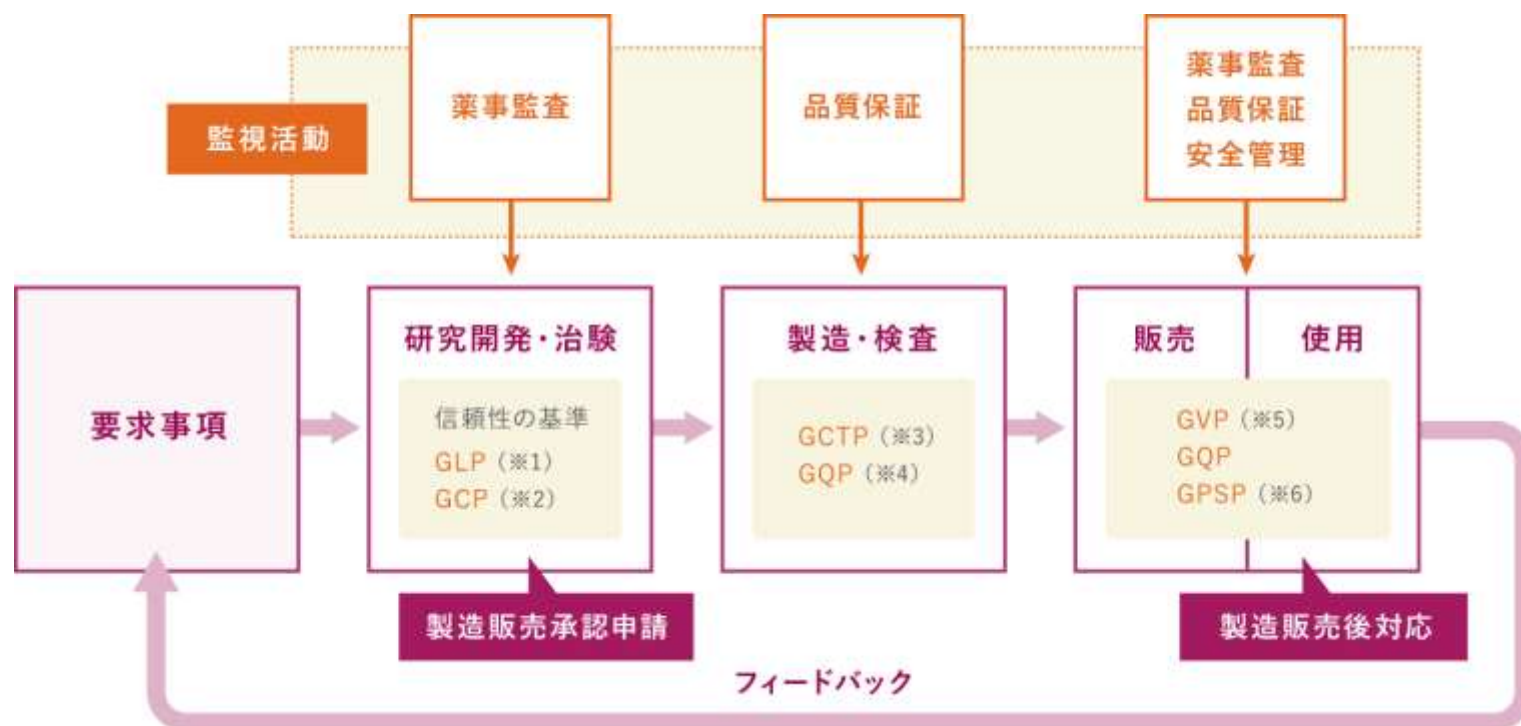 監視活動
薬事監査
品質保証
薬事監査
品質保証
安全管理
要求事項
研究開発・治験
信頼性の基準
GLP（※1）
GCP（※2）
製造販売承認申請
製造・検査
GCTP（※3）
GQP（※4）
販売
使用
GVP（※5）
GQP
GPSP（※6）
製造販売後対応
フィードバック